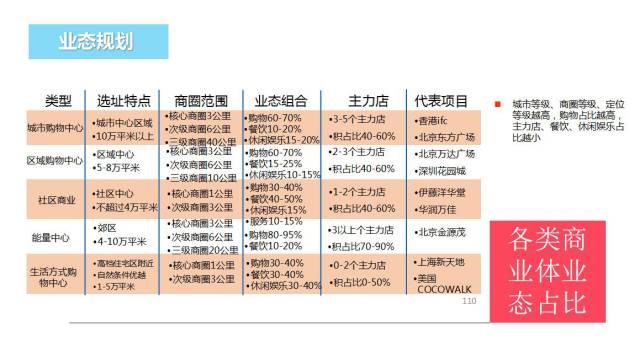 业态规划
类型 选址特点 商圈范围 业态组合 主力店 代表项目
城市购物中心
•城市中心区域
•10万平米以上
•核心商圈3公里
•次级商圈6公里
•三级商圈40公里
•购物60-70%
•餐饮10-20%
•休闲娱乐15-20%
•3-5个主力店
•积占比40-60%
•香港ifc
•北京东方广场
区域购物中心
•区域中心
•5-8万平米
•核心商圈3公里
•次级商圈6公里
•三级商圈10公里
•购物60-70%
•餐饮15-25%
•休闲娱乐10-15%
•2-3个主力店
•积占比40-60%
•北京万达广场
•深圳花园城
社区商业
•社区中心
•不超过4万平米
•核心商圈1公里
•次级商圈3公里
•购物30-40%
•餐饮40-50%
•休闲娱乐15%
•服务10-15%
•1-2个主力店
•积占比40-60%
•伊藤洋华堂
•华润万佳
能量中心
•郊区
•4-10万平米
•核心商圈3公里
•次级商圈6公里
•三级商圈20公里
•购物80-95%
•餐饮10-20%
•3以上个主力店
•积占比70-90%
•北京金源茂
生活方式购
物中心
•高档住宅区附近
•自然条件优越
•1-5万平米
•核心商圈1公里
•次级商圈3公里
•购物30-40%
•餐饮30-40%
•休闲娱乐30-40%
•0-2个主力店
•积占比0-50%
•上海新天地
•美国
COCOWALK
110
城市等级、商圈等级、定位
等级越高，购物占比越高，
主力店、餐饮、休闲娱乐占
比越小
各类商
业体业
态占比